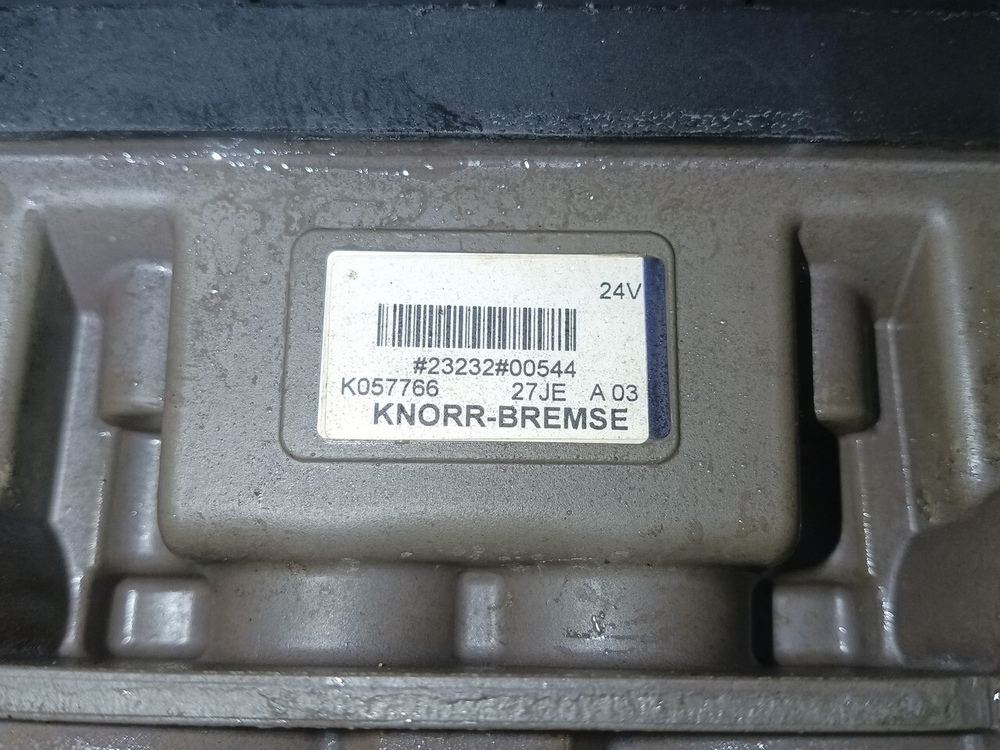 24V
#23232#00544
K057766 27JE A 03
KNORR-BREMSE